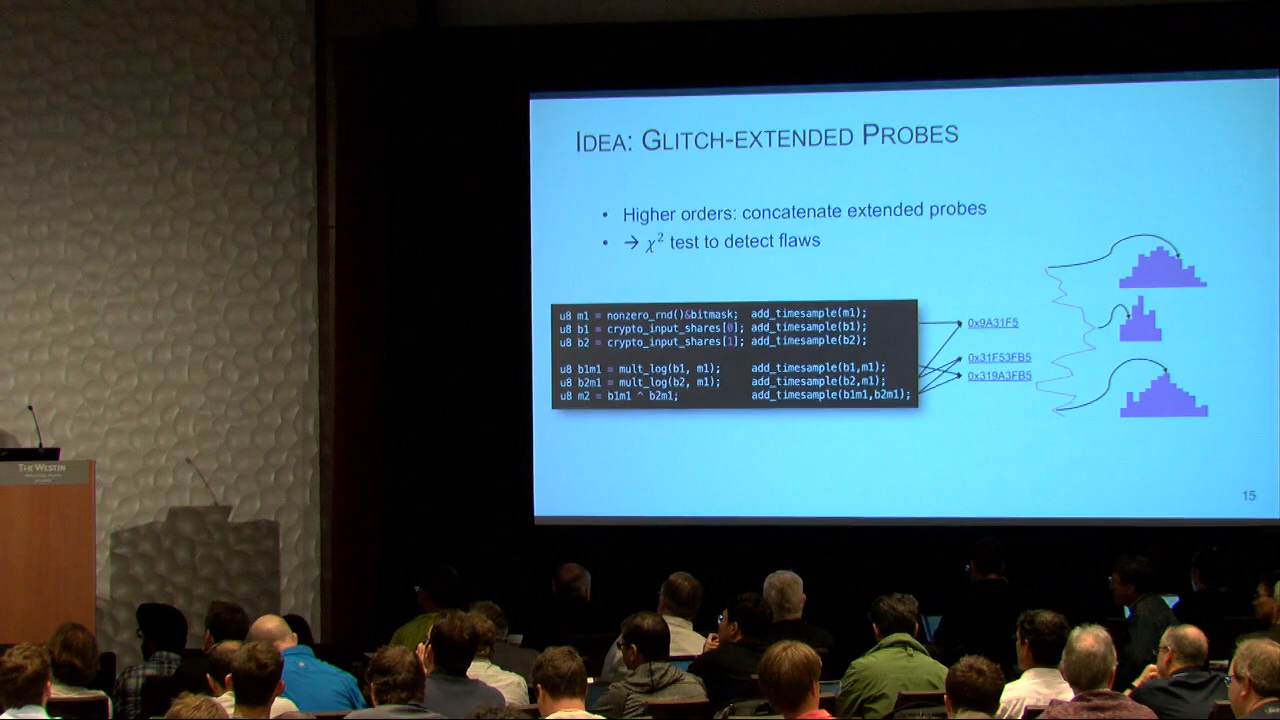 IDEA: GLITCH-EXTENDED PROBES
• Higher orders: concatenate extended probes
• → χ² test to detect flaws
u8 m1 = nonzero_rnd()&bitmask; add_timesample(m1);
u8 b1 = crypto_input_shares[0]; add_timesample(b1);
u8 b2 = crypto_input_shares[1]; add_timesample(b2);
u8 b1m1 = mult_log(b1, m1); add_timesample(b1,m1);
u8 b2m1 = mult_log(b2, m1); add_timesample(b2,m1);
u8 m2 = b1m1 ^ b2m1; add_timesample(b1m1,b2m1);
0x9A31F5
0x31F53FB5
0x319A3FB5
15
THE WESTIN